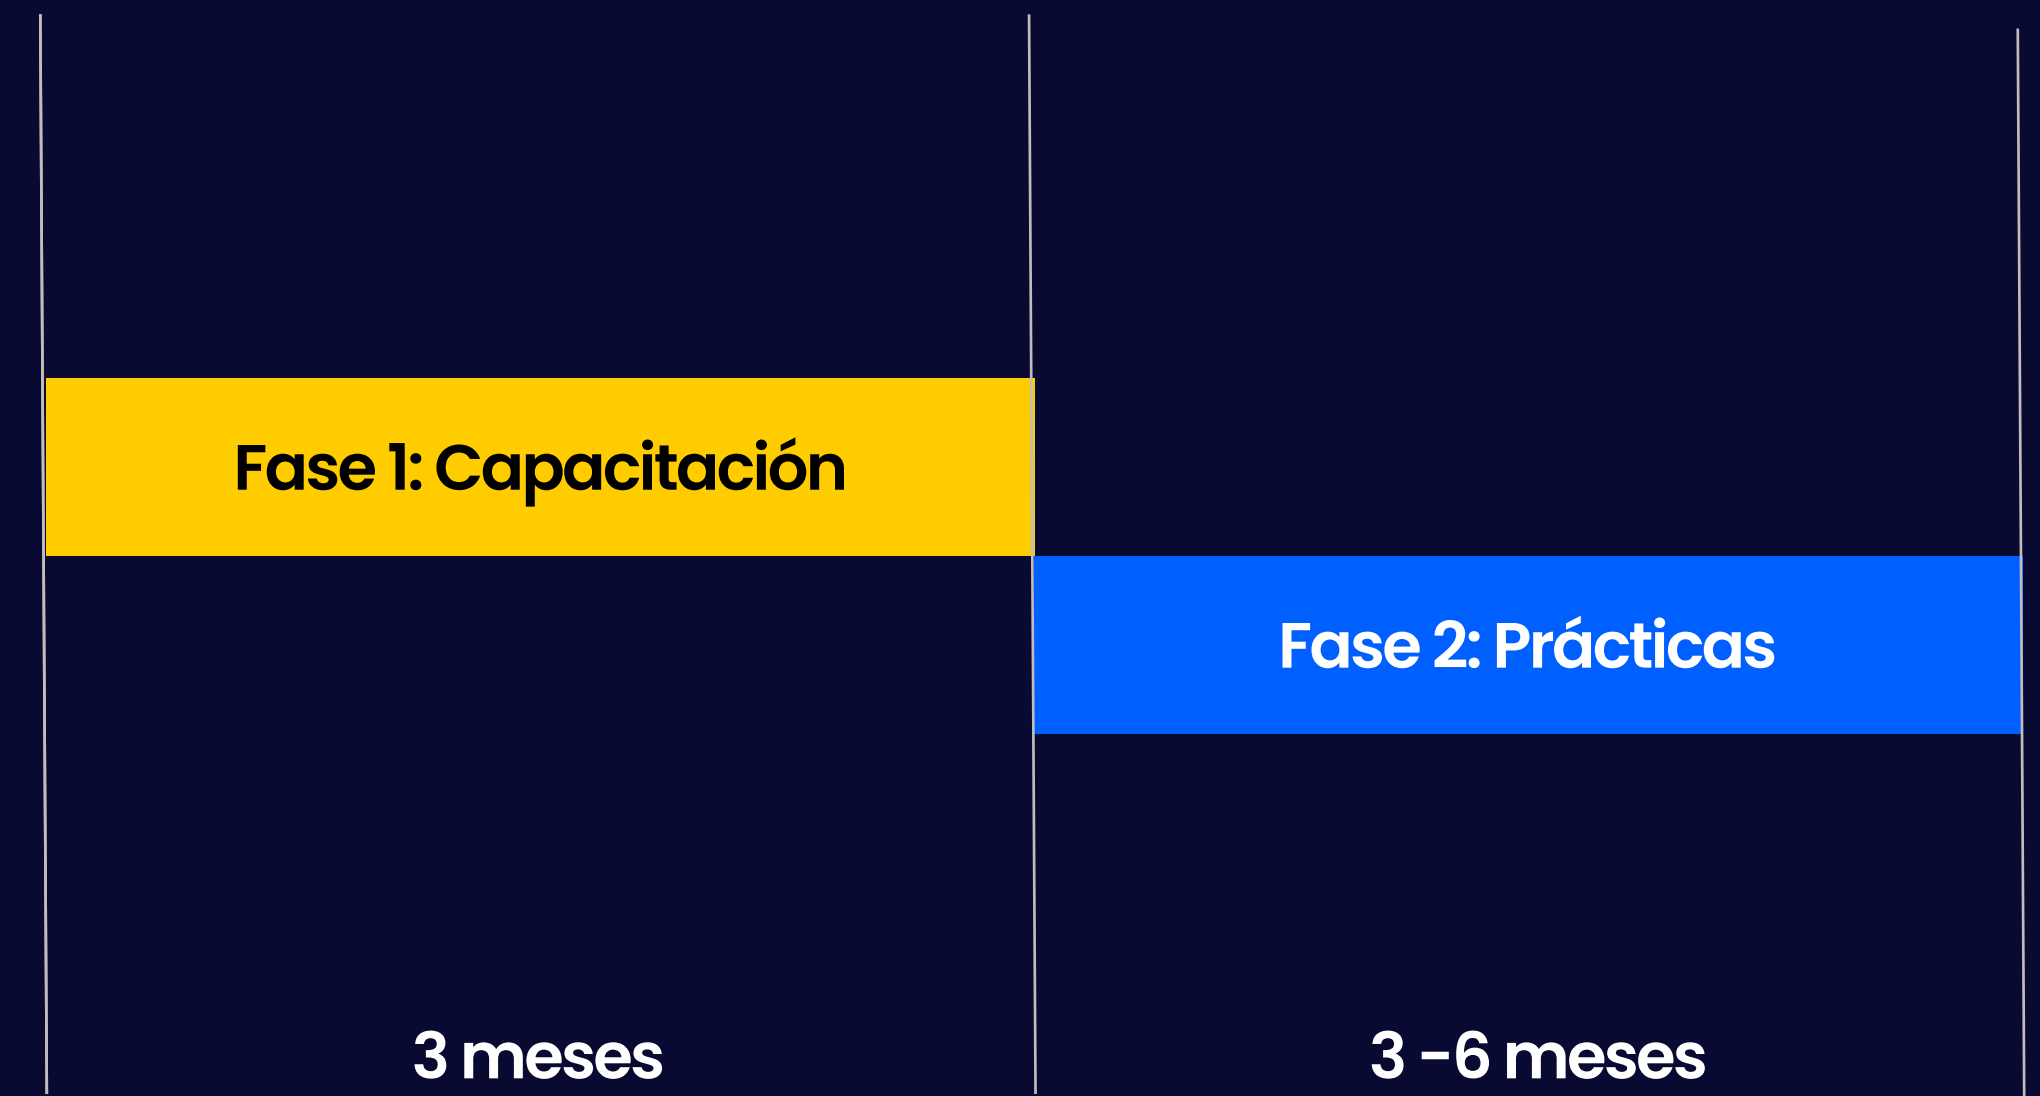 Fase 1: Capacitación
Fase 2: Prácticas
3 meses
3 -6 meses